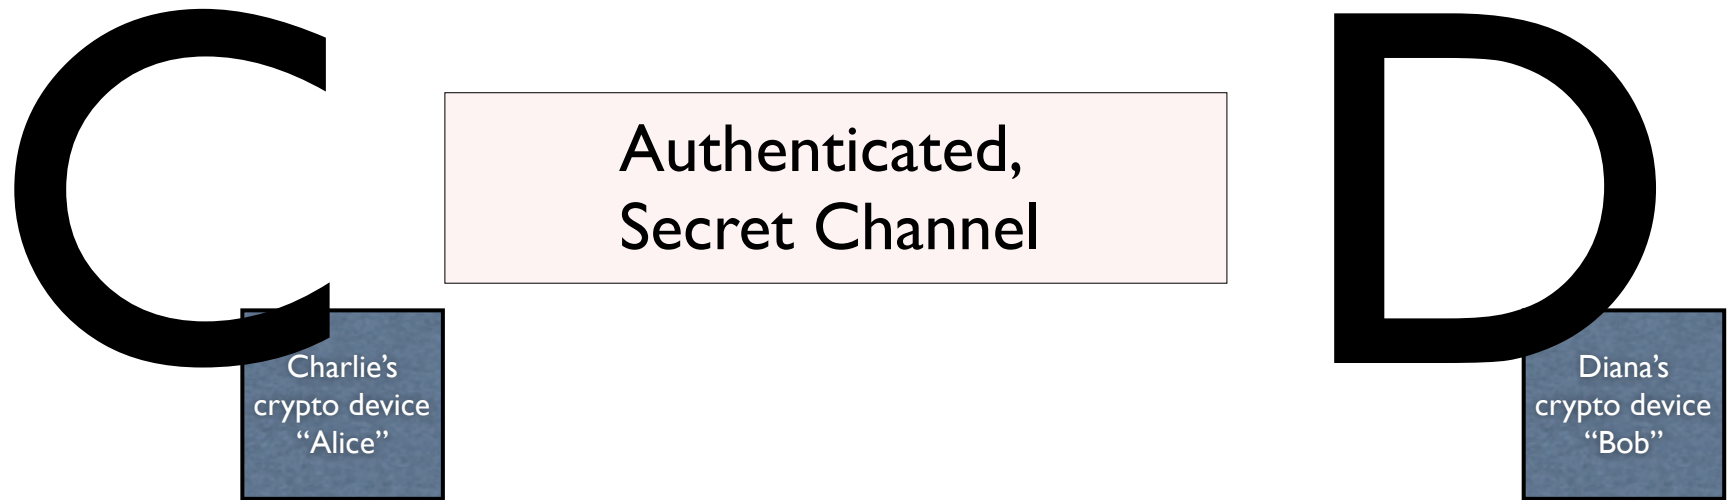 C
D
Authenticated,
Secret Channel
Charlie’s
crypto device
“Alice”
Diana’s
crypto device
“Bob”